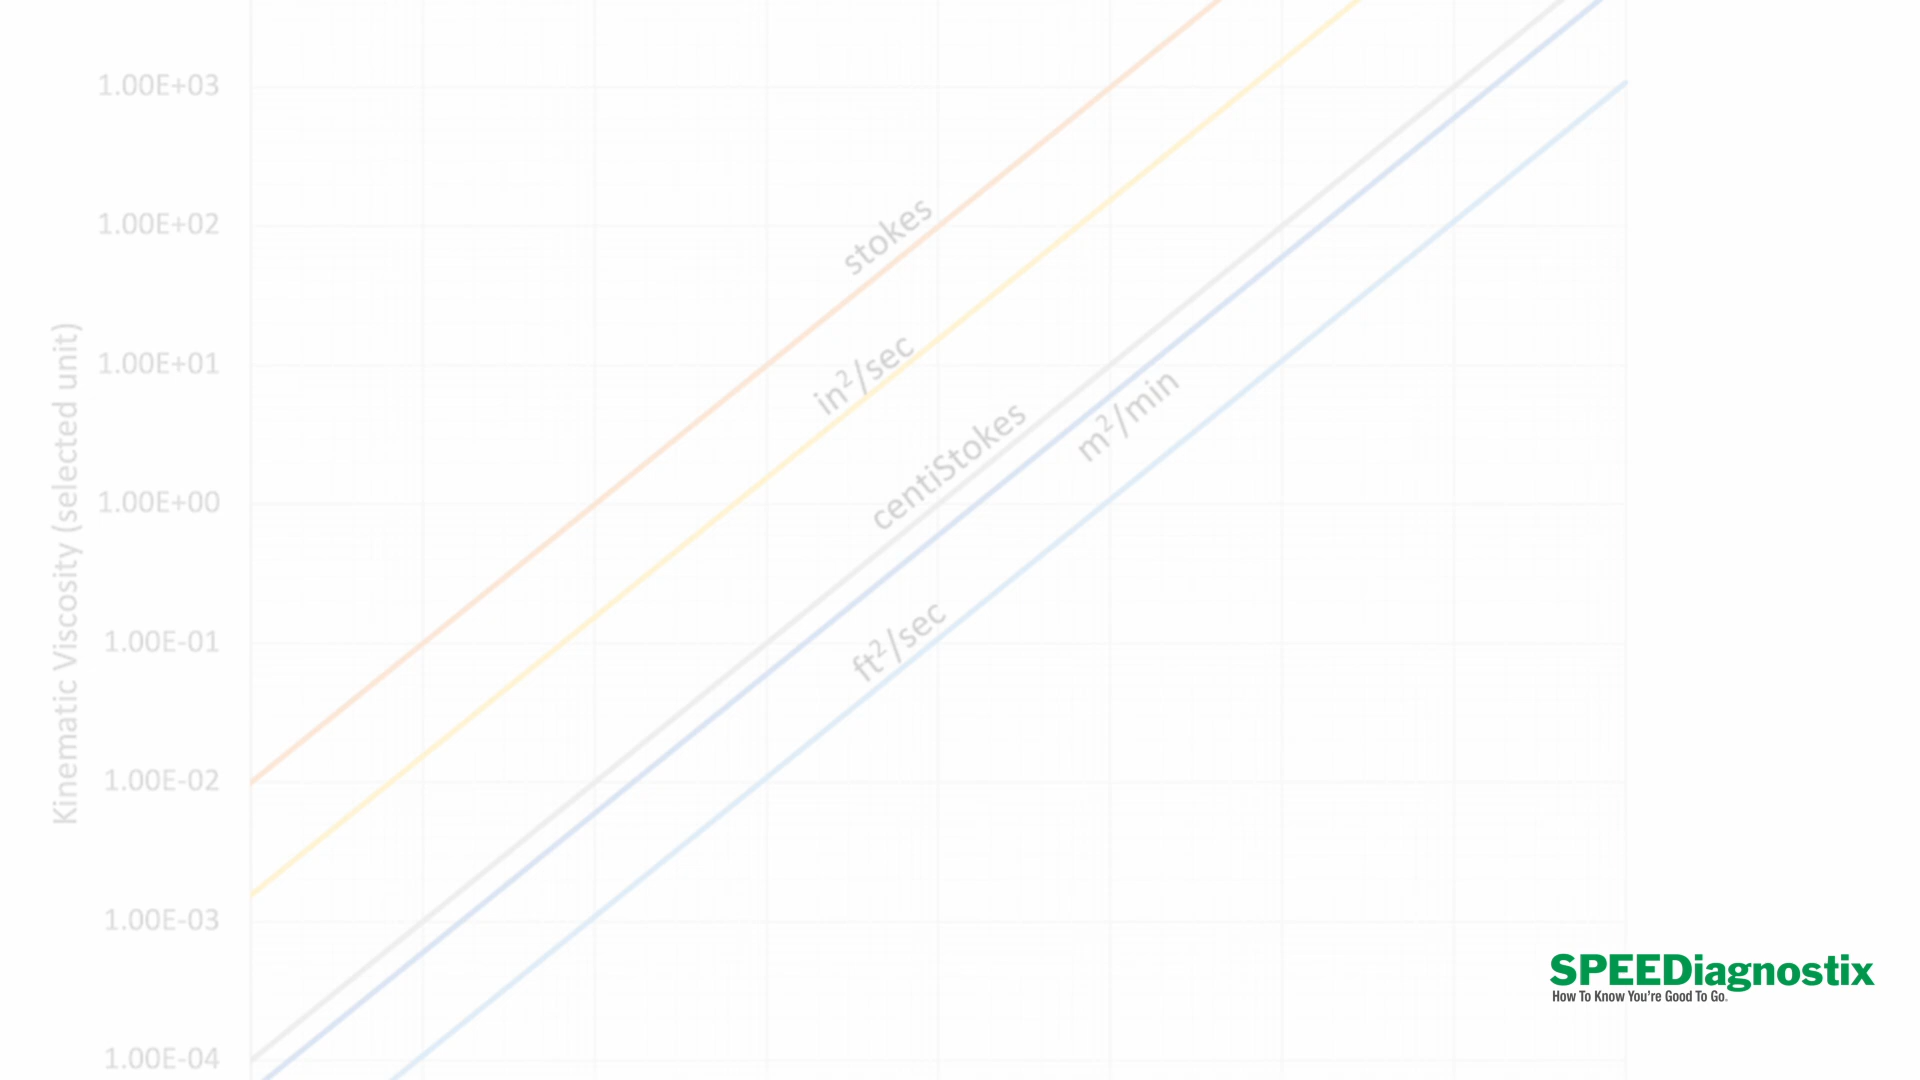 1.00E+03
1.00E+02
1.00E+01
1.00E+00
1.00E-01
1.00E-02
1.00E-03
1.00E-04
Kinematic Viscosity (selected unit)
stokes
in²/sec
centiStokes
m²/min
ft²/sec
SPEEDiagnostix
How To Know You're Good To Go.